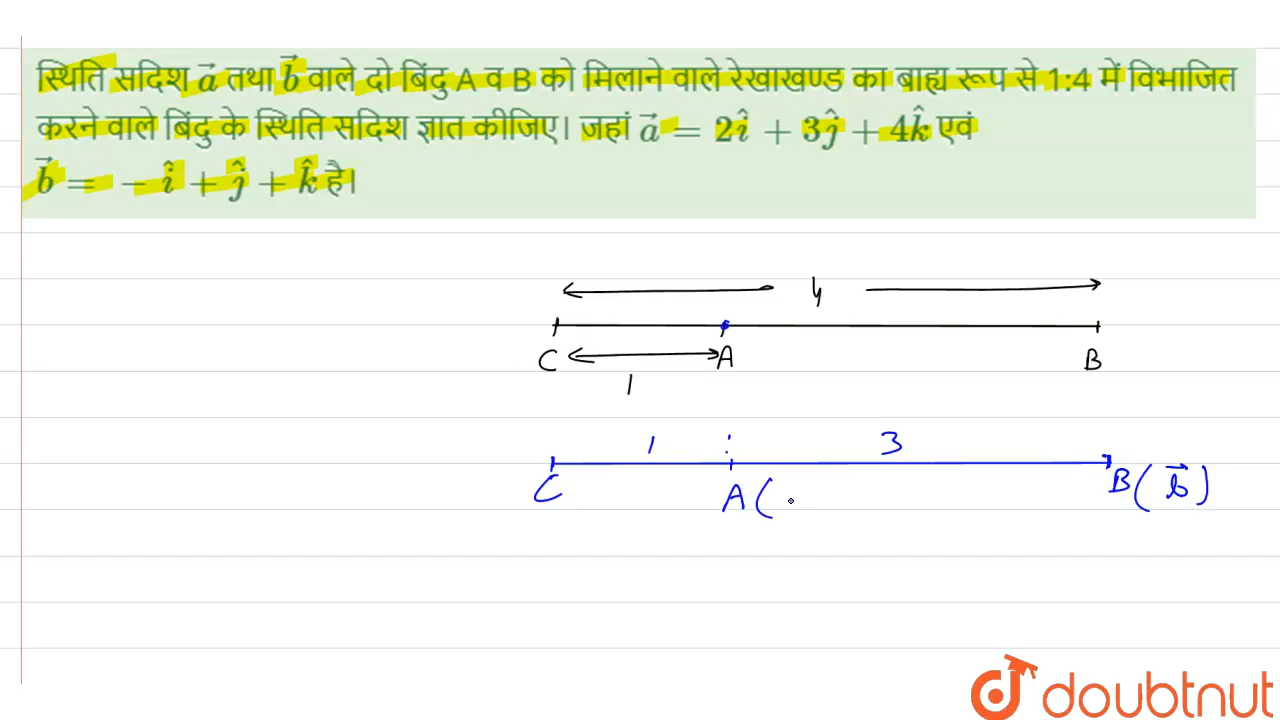 स्थिति सदिश a⃗ तथा b⃗ वाले दो बिंदु A व B को मिलाने वाले रेखाखण्ड का बाह्य रूप से 1:4 में विभाजित
करने वाले बिंदु के स्थिति सदिश ज्ञात कीजिए। जहां a⃗ = 2î + 3ĵ + 4k̂ एवं
b⃗ = − î + ĵ + k̂ है।
4
C A B
1
1 : 3
C A ( . B ( b⃗ )
doubtnut